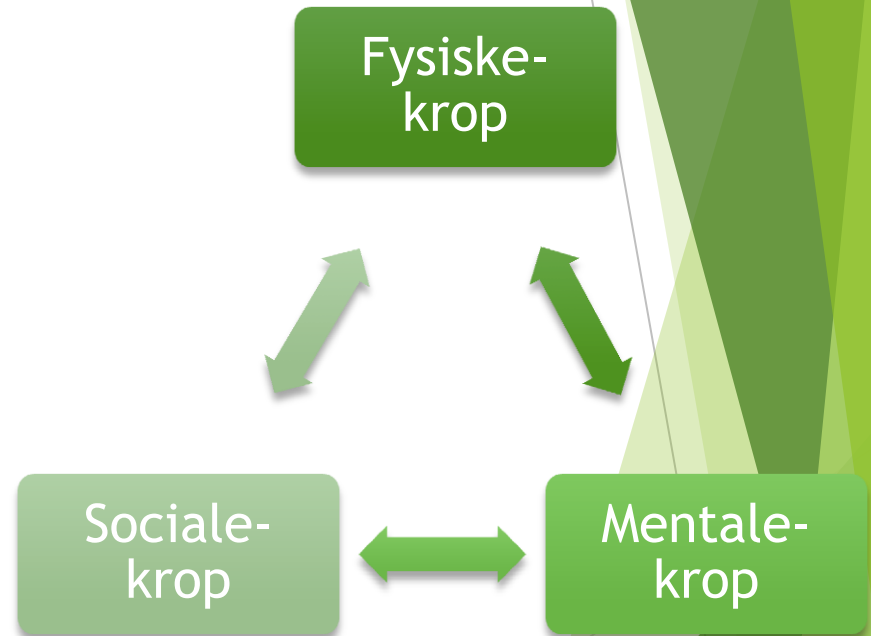 Fysiske-
krop
Sociale-
krop
Mentale-
krop